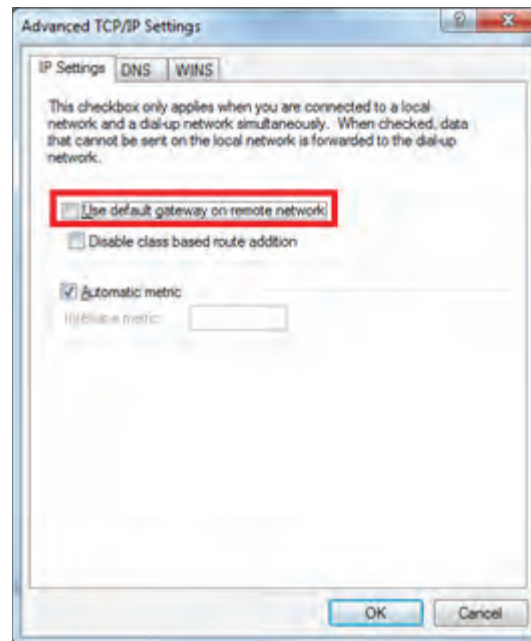 Advanced TCP/IP Settings
IP Settings DNS WINS
This checkbox only applies when you are connected to a local
network and a dial-up network simultaneously. When checked, data
that cannot be sent on the local network is forwarded to the dial-up
network.
Use default gateway on remote network
Disable class based route addition
Automatic metric
Interface metric:
OK Cancel